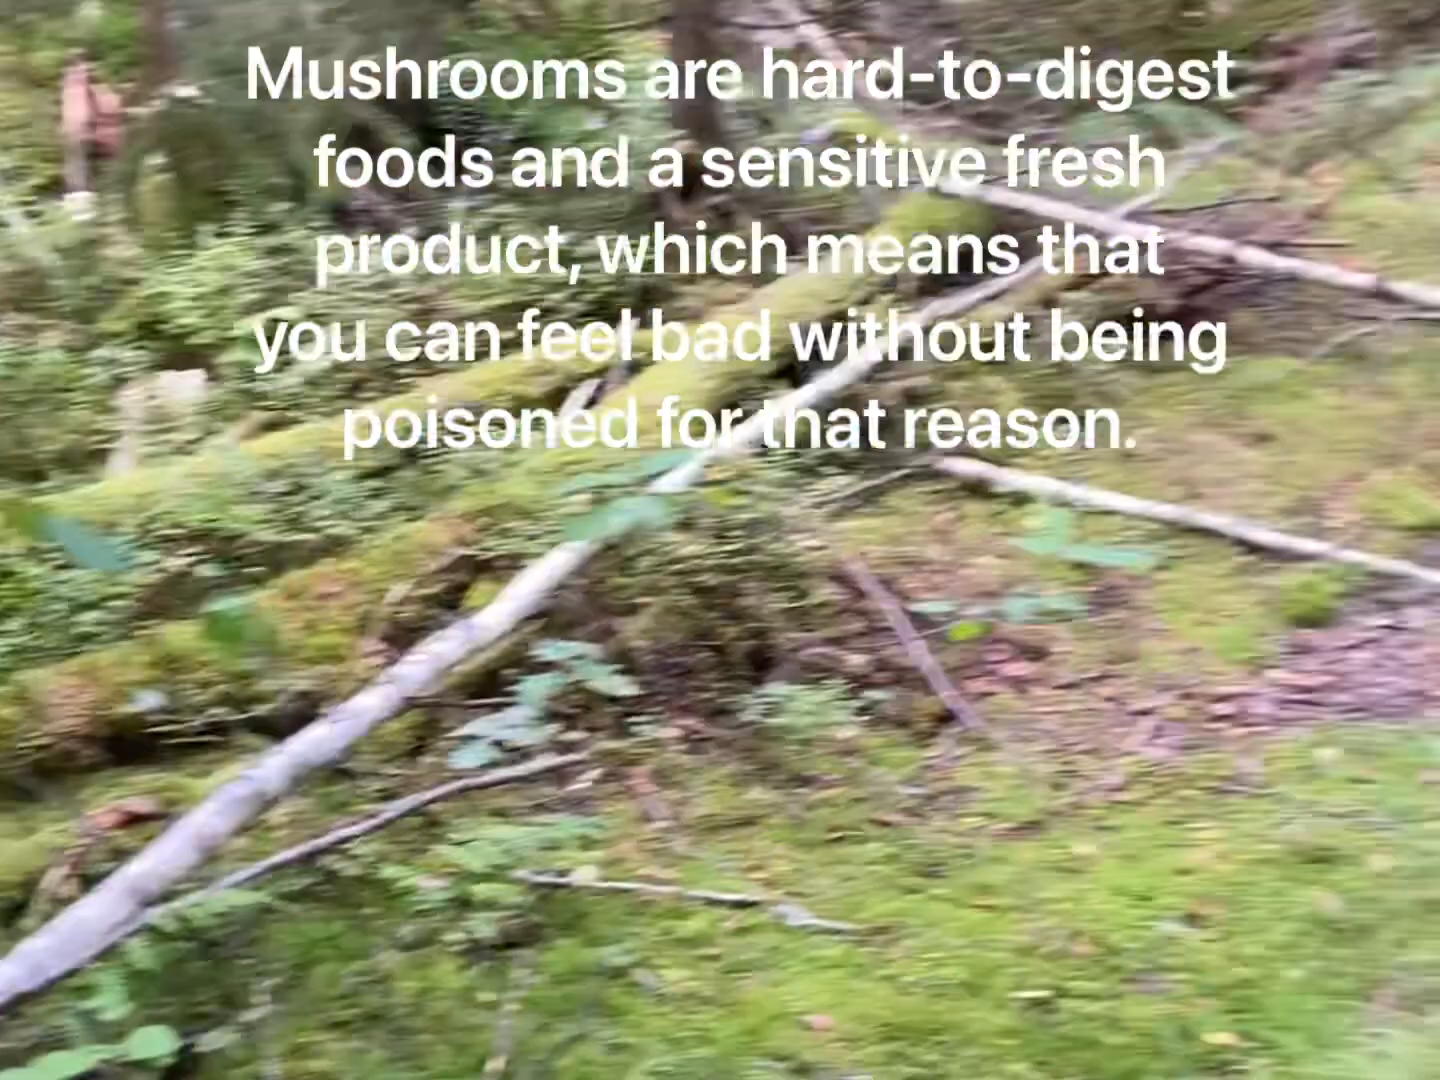 Mushrooms are hard-to-digest
foods and a sensitive fresh
product, which means that
you can feel bad without being
poisoned for that reason.